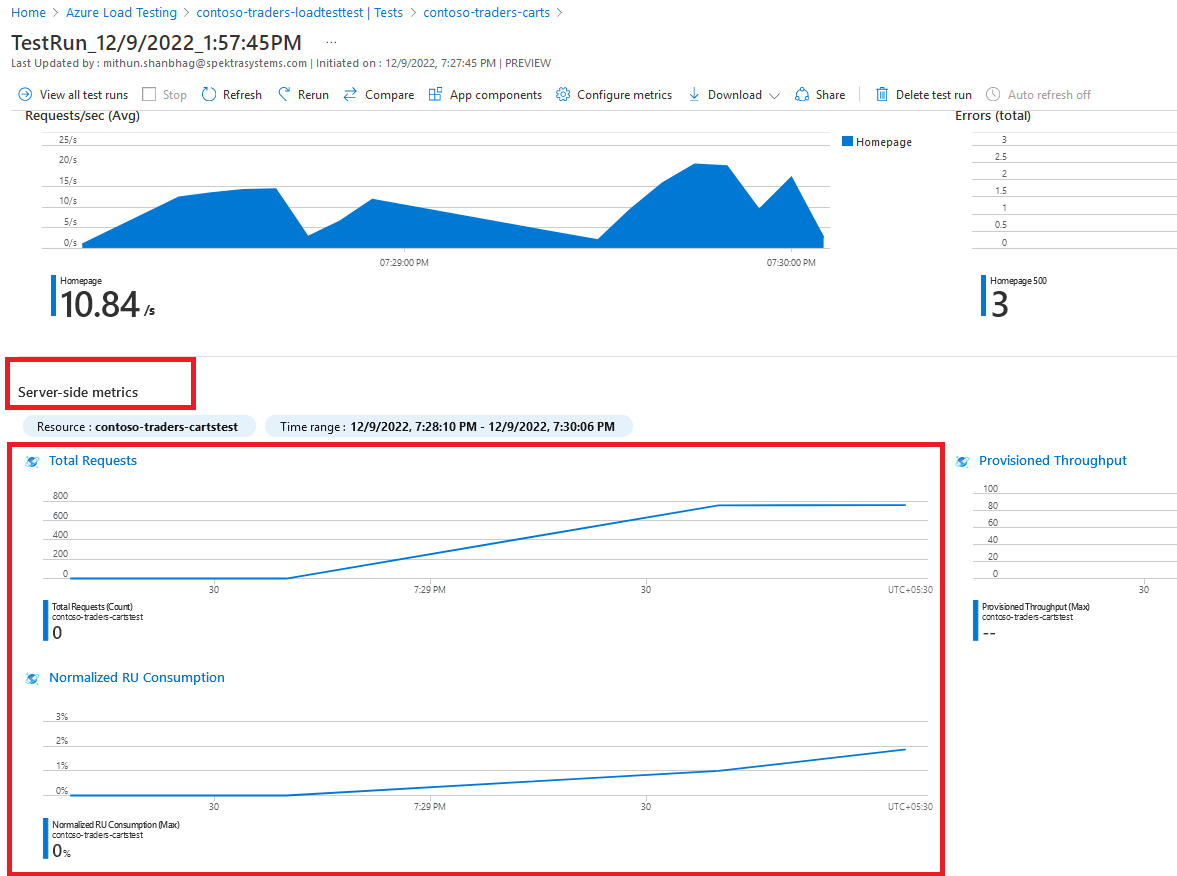 Home > Azure Load Testing > contoso-traders-loadtesttest | Tests > contoso-traders-carts >
TestRun_12/9/2022_1:57:45PM ...
Last Updated by : mithun.shanbhag@spektrasystems.com | Initiated on : 12/9/2022, 7:27:45 PM | PREVIEW
View all test runs Stop Refresh Rerun Compare App components Configure metrics Download Share Delete test run Auto refresh off
Requests/sec (Avg)
25/s
20/s
15/s
10/s
5/s
0/s
07:29:00 PM 07:30:00 PM
Homepage
Homepage
10.84 /s
Errors (total)
3
2.5
2
1.5
1
0.5
0
Homepage 500
3
Server-side metrics
Resource : contoso-traders-cartstest
Time range : 12/9/2022, 7:28:10 PM - 12/9/2022, 7:30:06 PM
Total Requests
800
600
400
200
0
30 7:29 PM 30 UTC+05:30
Total Requests (Count)
contoso-traders-cartstest
0
Provisioned Throughput
100
80
60
40
20
0
30
Provisioned Throughput (Max)
contoso-traders-cartstest
--
Normalized RU Consumption
3%
2%
1%
0%
30 7:29 PM 30 UTC+05:30
Normalized RU Consumption (Max)
contoso-traders-cartstest
0%